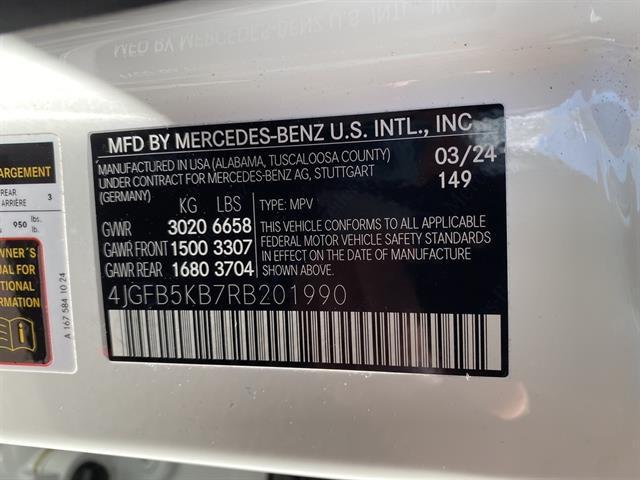 MFD BY MERCEDES-BENZ U.S. INTL., INC
MANUFACTURED IN USA (ALABAMA, TUSCALOOSA COUNTY)
UNDER CONTRACT FOR MERCEDES-BENZ AG, STUTTGART
(GERMANY)
03/24
149
KG LBS
GVWR 3020 6658
GAWR FRONT 1500 3307
GAWR REAR 1680 3704
TYPE: MPV
THIS VEHICLE CONFORMS TO ALL APPLICABLE
FEDERAL MOTOR VEHICLE SAFETY STANDARDS
IN EFFECT ON THE DATE OF MANUFACTURE
SHOWN ABOVE.
4JGFB5KB7RB201990
ARGEMENT
REAR
ARRIÈRE 3
950 lbs.
lb.
WNER'S
UAL FOR
TIONAL
RMATION
A 167 584 10 24